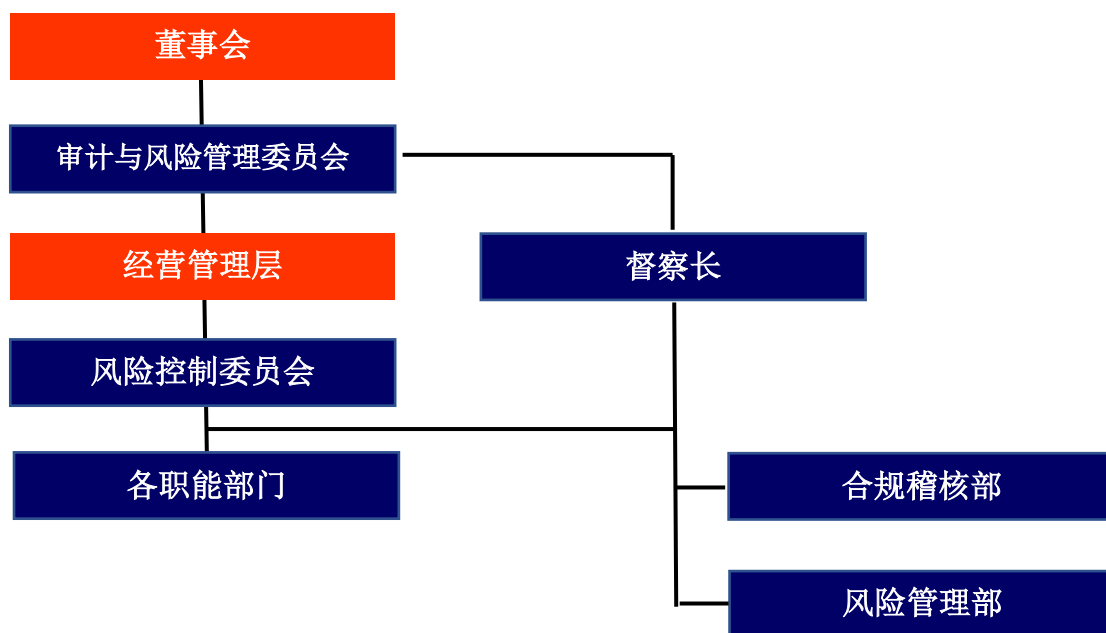 董事会
审计与风险管理委员会
经营管理层
督察长
风险控制委员会
各职能部门
合规稽核部
风险管理部